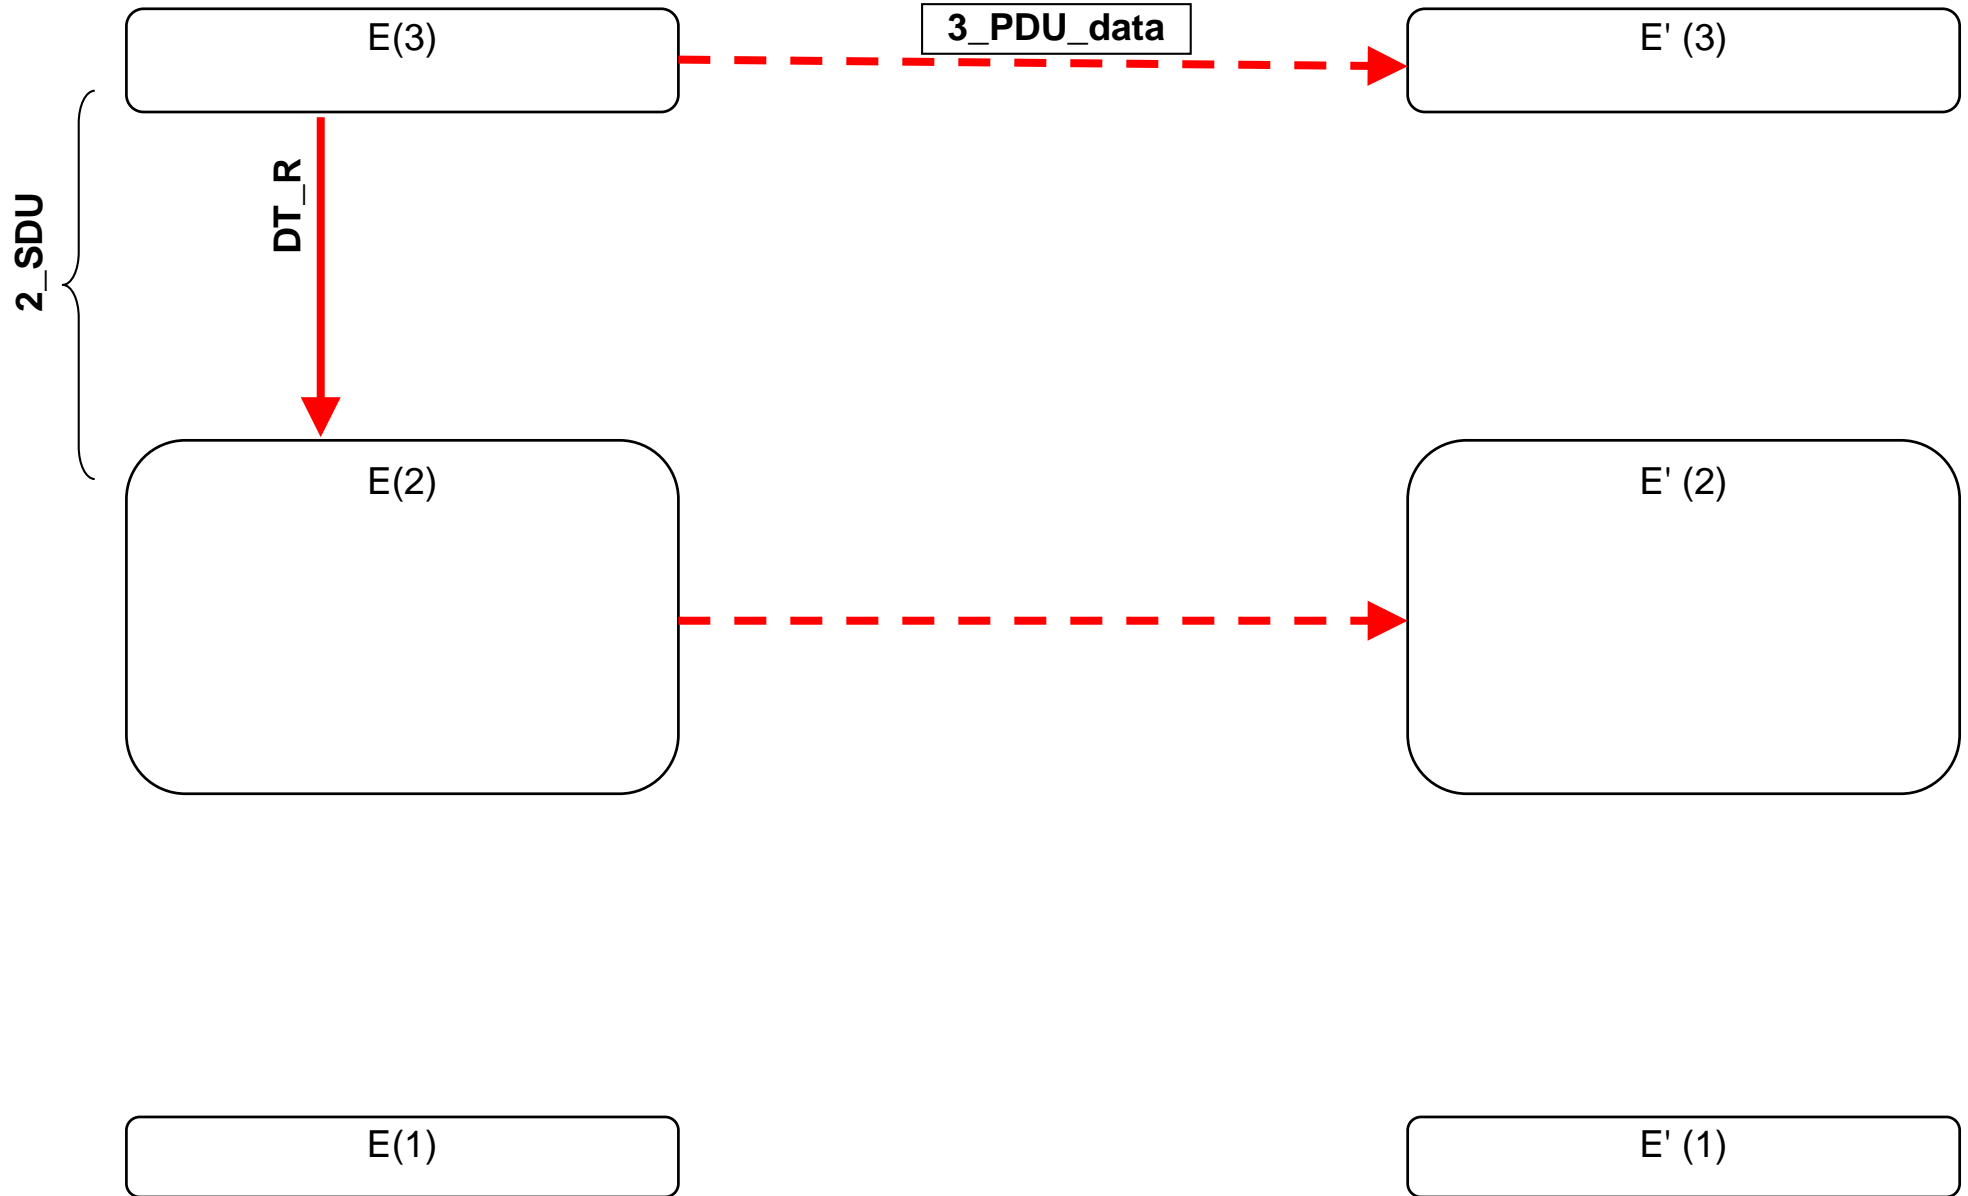 E(3)
3_PDU_data
E' (3)
2_SDU
DT_R
E(2)
E' (2)
E(1)
E' (1)